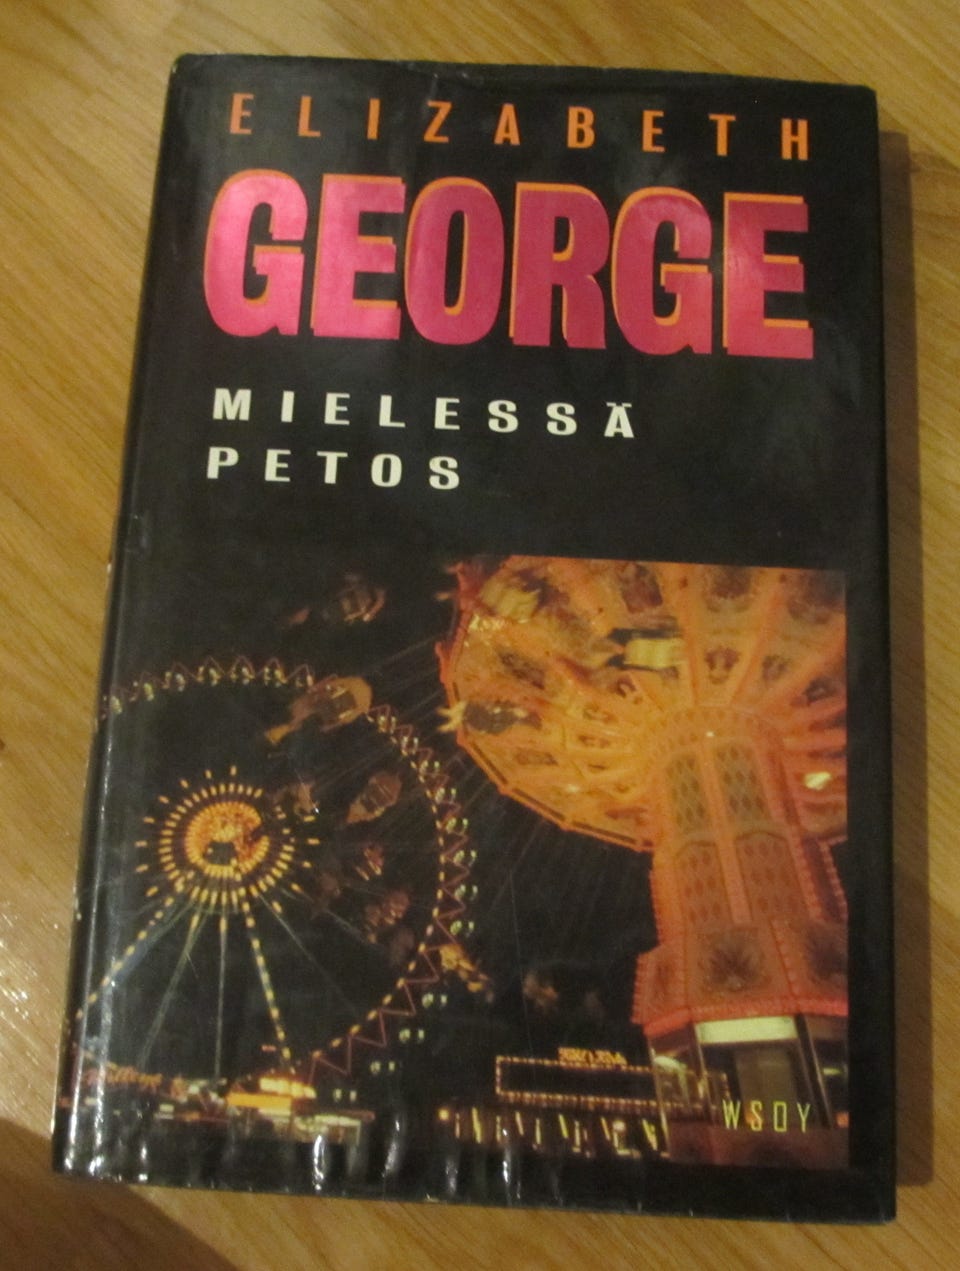 ELIZABETH
GEORGE
MIELESSÄ
PETOS
WSOY